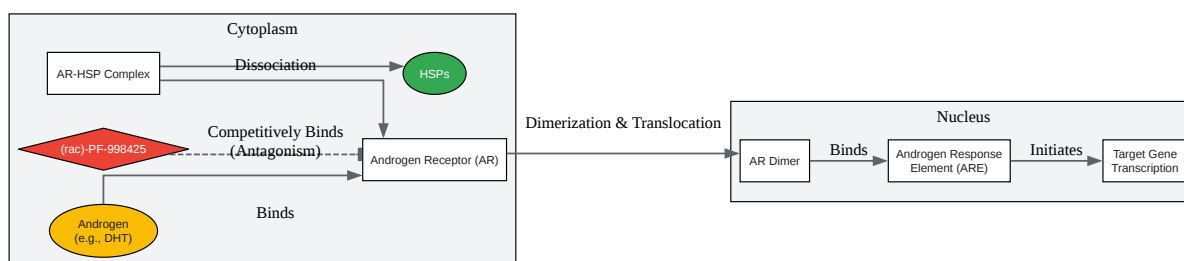 Cytoplasm
AR-HSP Complex
Dissociation
HSPs
(rac)-PF-998425
Competitively Binds
(Antagonism)
Androgen Receptor (AR)
Binds
Androgen
(e.g., DHT)
Dimerization & Translocation
Nucleus
AR Dimer
Binds
Androgen Response
Element (ARE)
Initiates
Target Gene
Transcription